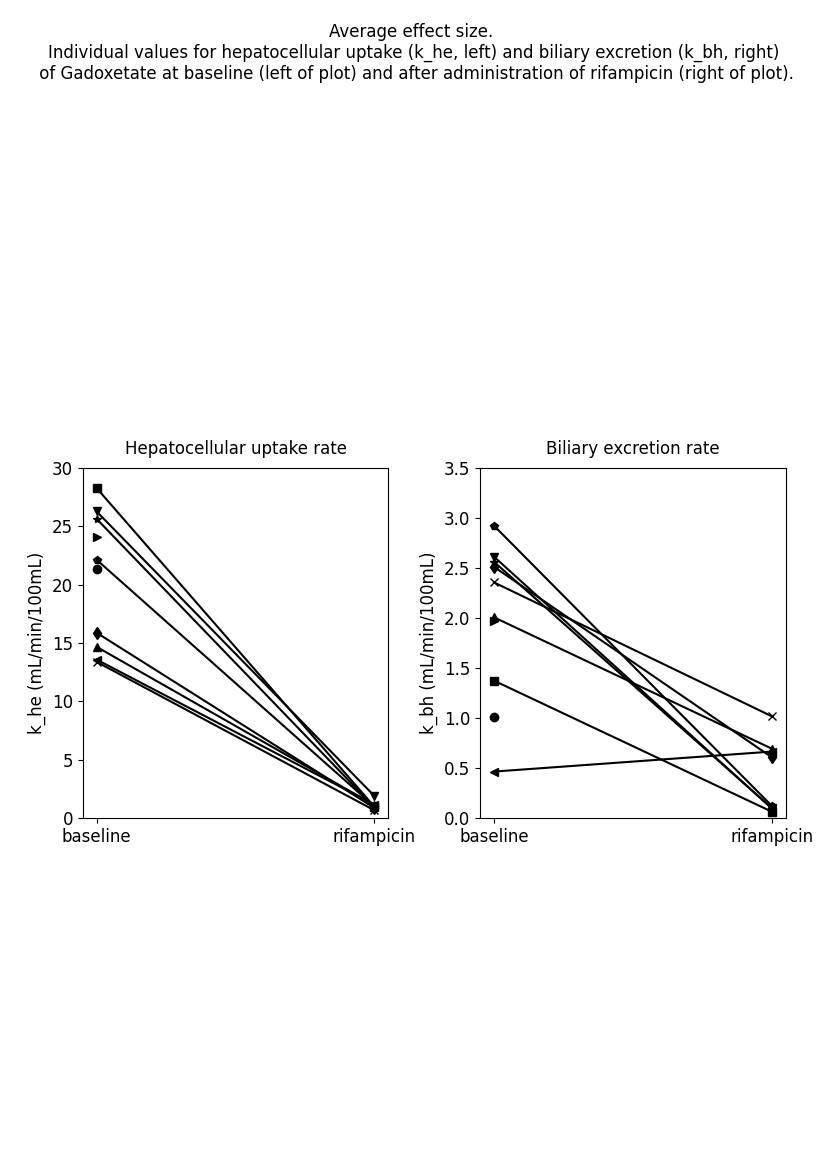 Average effect size.
Individual values for hepatocellular uptake (k_he, left) and biliary excretion (k_bh, right)
of Gadoxetate at baseline (left of plot) and after administration of rifampicin (right of plot).
Hepatocellular uptake rate
30
25
20
15
10
5
0
k_he (mL/min/100mL)
baseline
rifampicin
Biliary excretion rate
3.5
3.0
2.5
2.0
1.5
1.0
0.5
0.0
k_bh (mL/min/100mL)
baseline
rifampicin